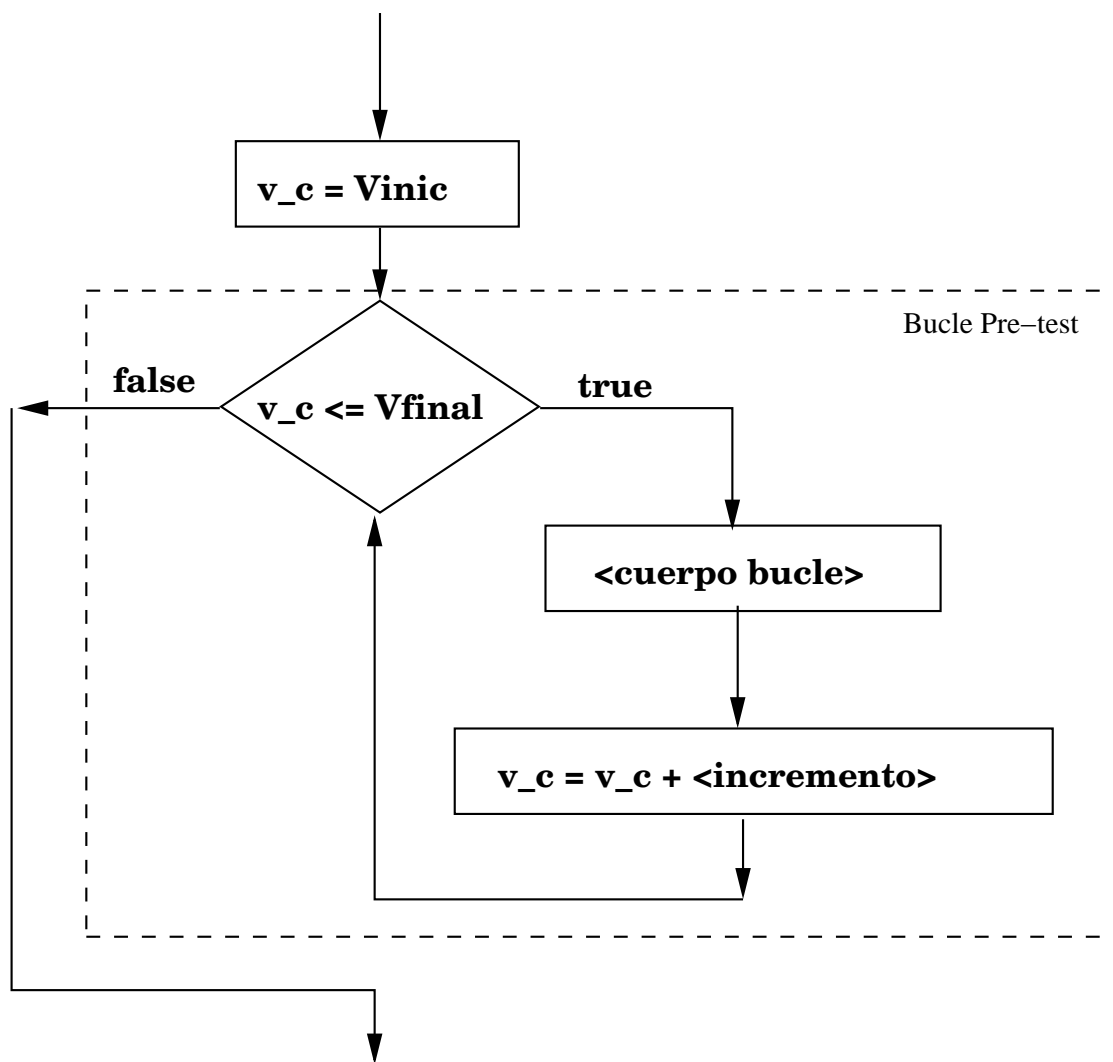 v_c = Vinic
Bucle Pre−test
false
v_c <= Vfinal
true
<cuerpo bucle>
v_c = v_c + <incremento>